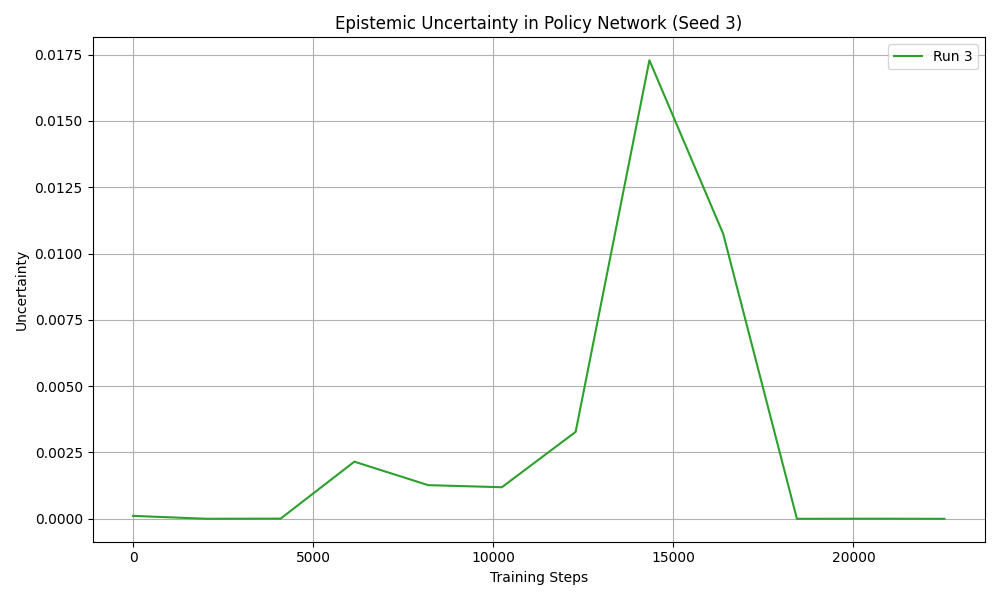 Epistemic Uncertainty in Policy Network (Seed 3)
Run 3
Uncertainty
0.0175
0.0150
0.0125
0.0100
0.0075
0.0050
0.0025
0.0000
0 5000 10000 15000 20000
Training Steps